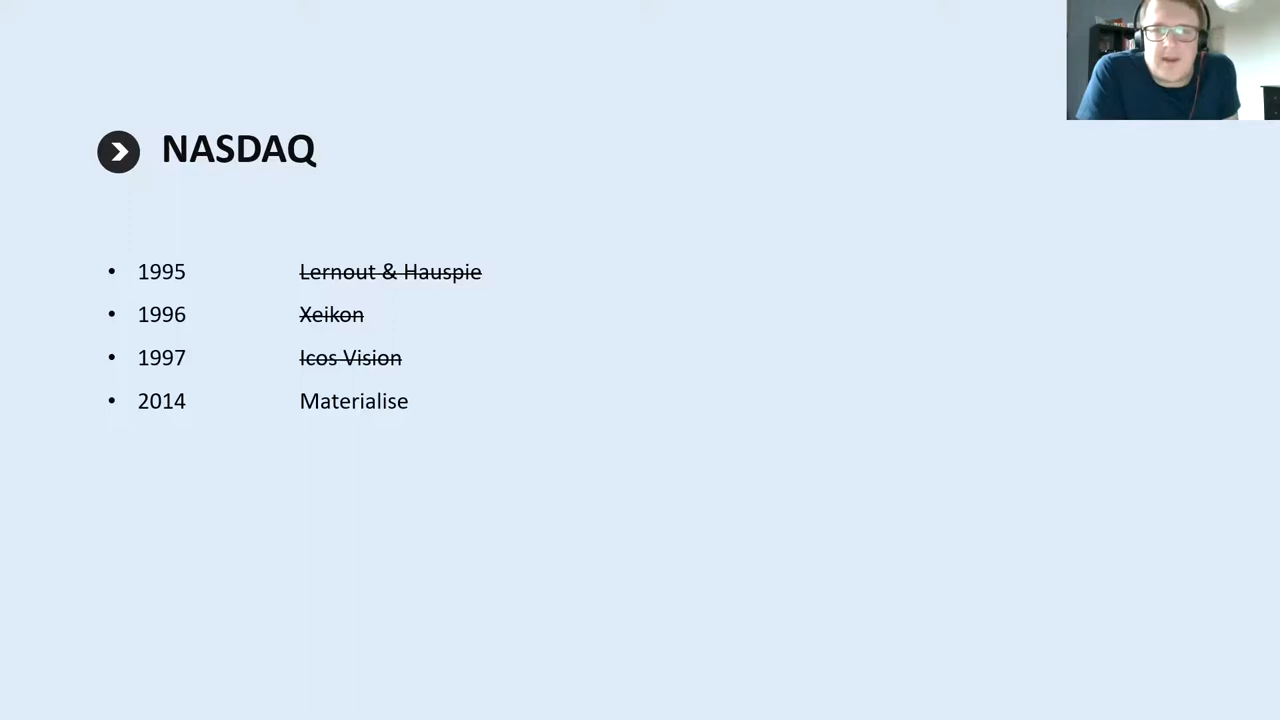 NASDAQ
• 1995 Lernout & Hauspie
• 1996 Xeikon
• 1997 Icos Vision
• 2014 Materialise